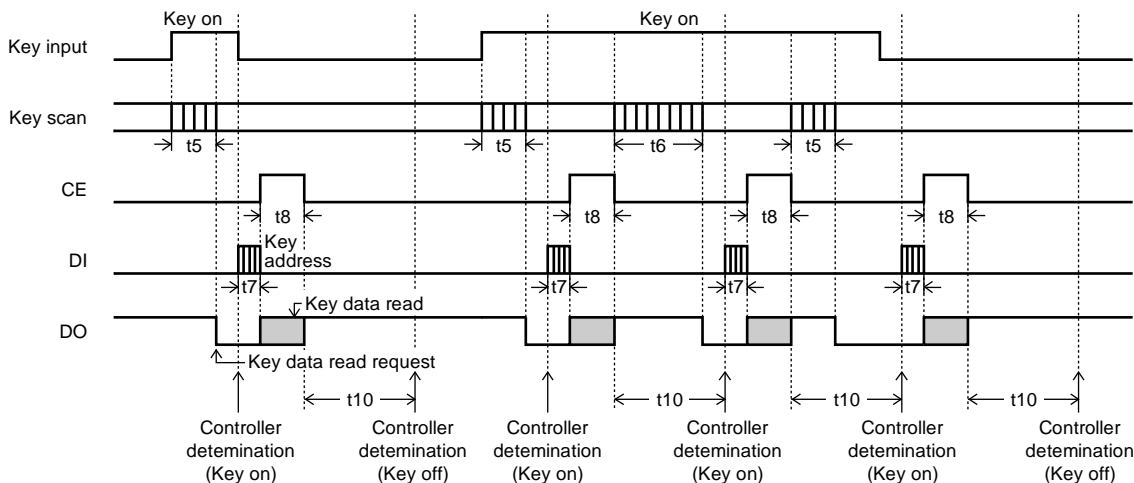 Key on
Key on
Key input
Key scan
t5
t5
t6
t5
CE
t8
t8
t8
t8
DI
Key
address
t7
t7
t7
t7
Key data read
DO
Key data read request
t10
t10
t10
t10
Controller
detemination
(Key on)
Controller
detemination
(Key off)
Controller
detemination
(Key on)
Controller
detemination
(Key on)
Controller
detemination
(Key on)
Controller
detemination
(Key off)